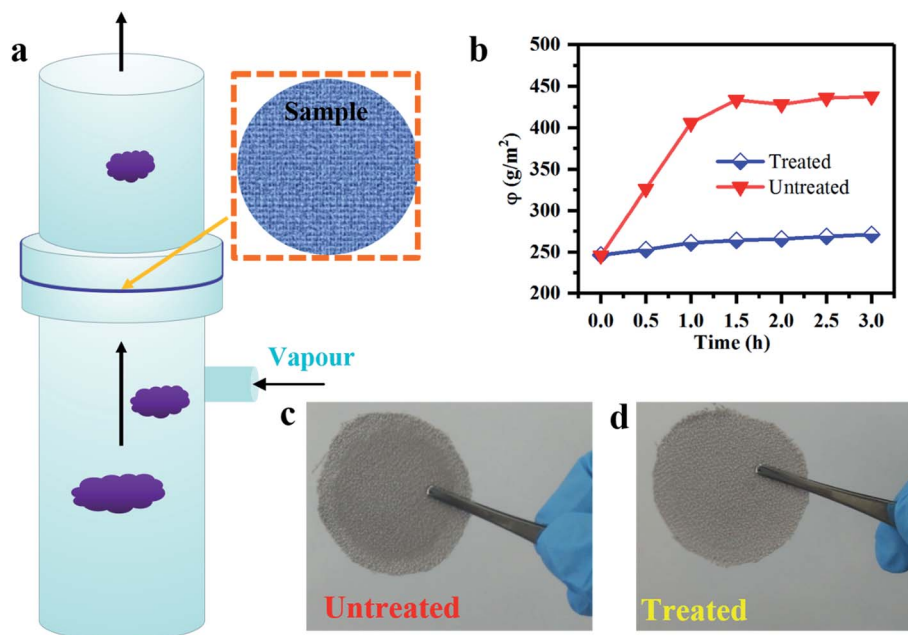 a
Sample
Vapour
b
500
450
400
350
300
250
200
φ (g/m²)
Treated
Untreated
0.0 0.5 1.0 1.5 2.0 2.5 3.0
Time (h)
c
Untreated
d
Treated